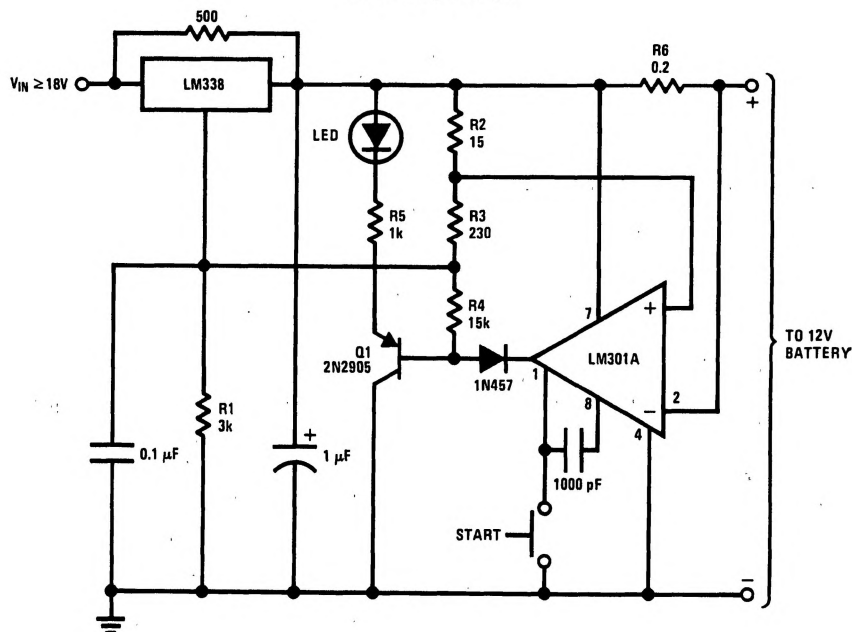 500
LM338
VIN ≥ 18V
R6
0.2
+
LED
R2
15
R5
1k
R3
230
R4
15k
7
+
LM301A
TO 12V
BATTERY
Q1
2N2905
1N457
1
8
2
−
4
R1
3k
0.1 µF
+
1 µF
1000 pF
START
−